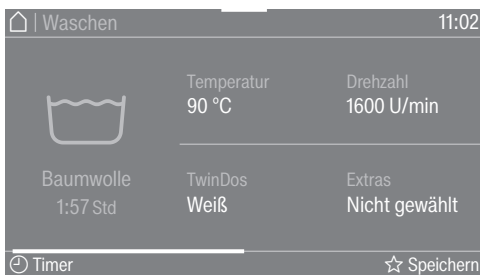 | Waschen 11:02
Temperatur Drehzahl
90 °C 1600 U/min
Baumwolle TwinDos Extras
1:57 Std Weiß Nicht gewählt
Timer Speichern